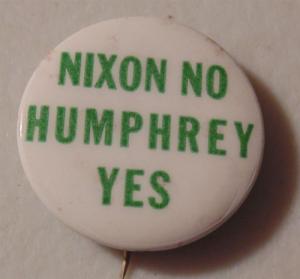 NIXON NO
HUMPHREY
YES